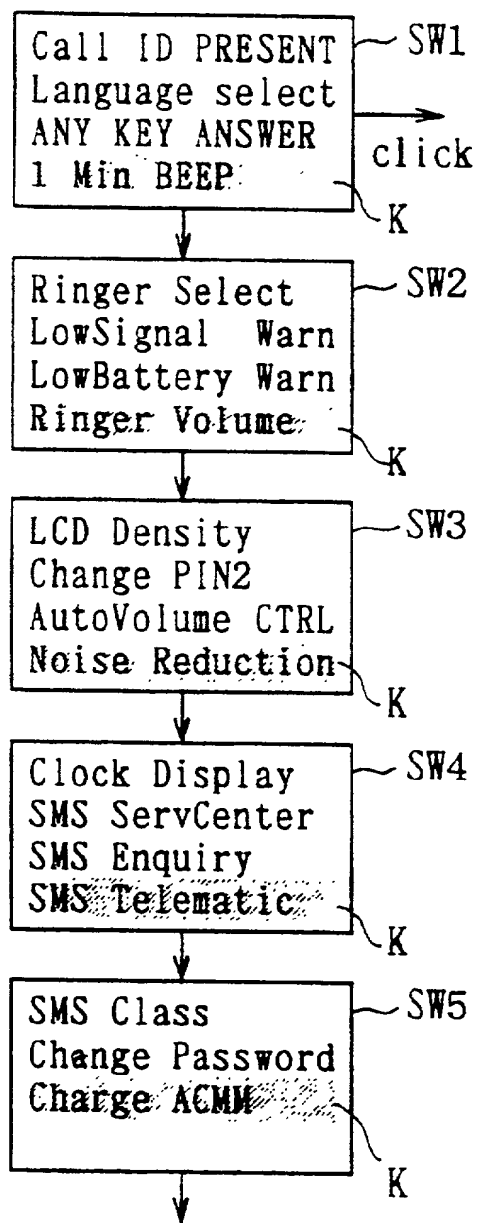 Call ID PRESENT
Language select
ANY KEY ANSWER
1 Min BEEP
SW1
click
K
Ringer Select
LowSignal Warn
LowBattery Warn
Ringer Volume
SW2
K
LCD Density
Change PIN2
AutoVolume CTRL
Noise Reduction
SW3
K
Clock Display
SMS ServCenter
SMS Enquiry
SMS Telematic
SW4
K
SMS Class
Change Password
Charge ACMM
SW5
K